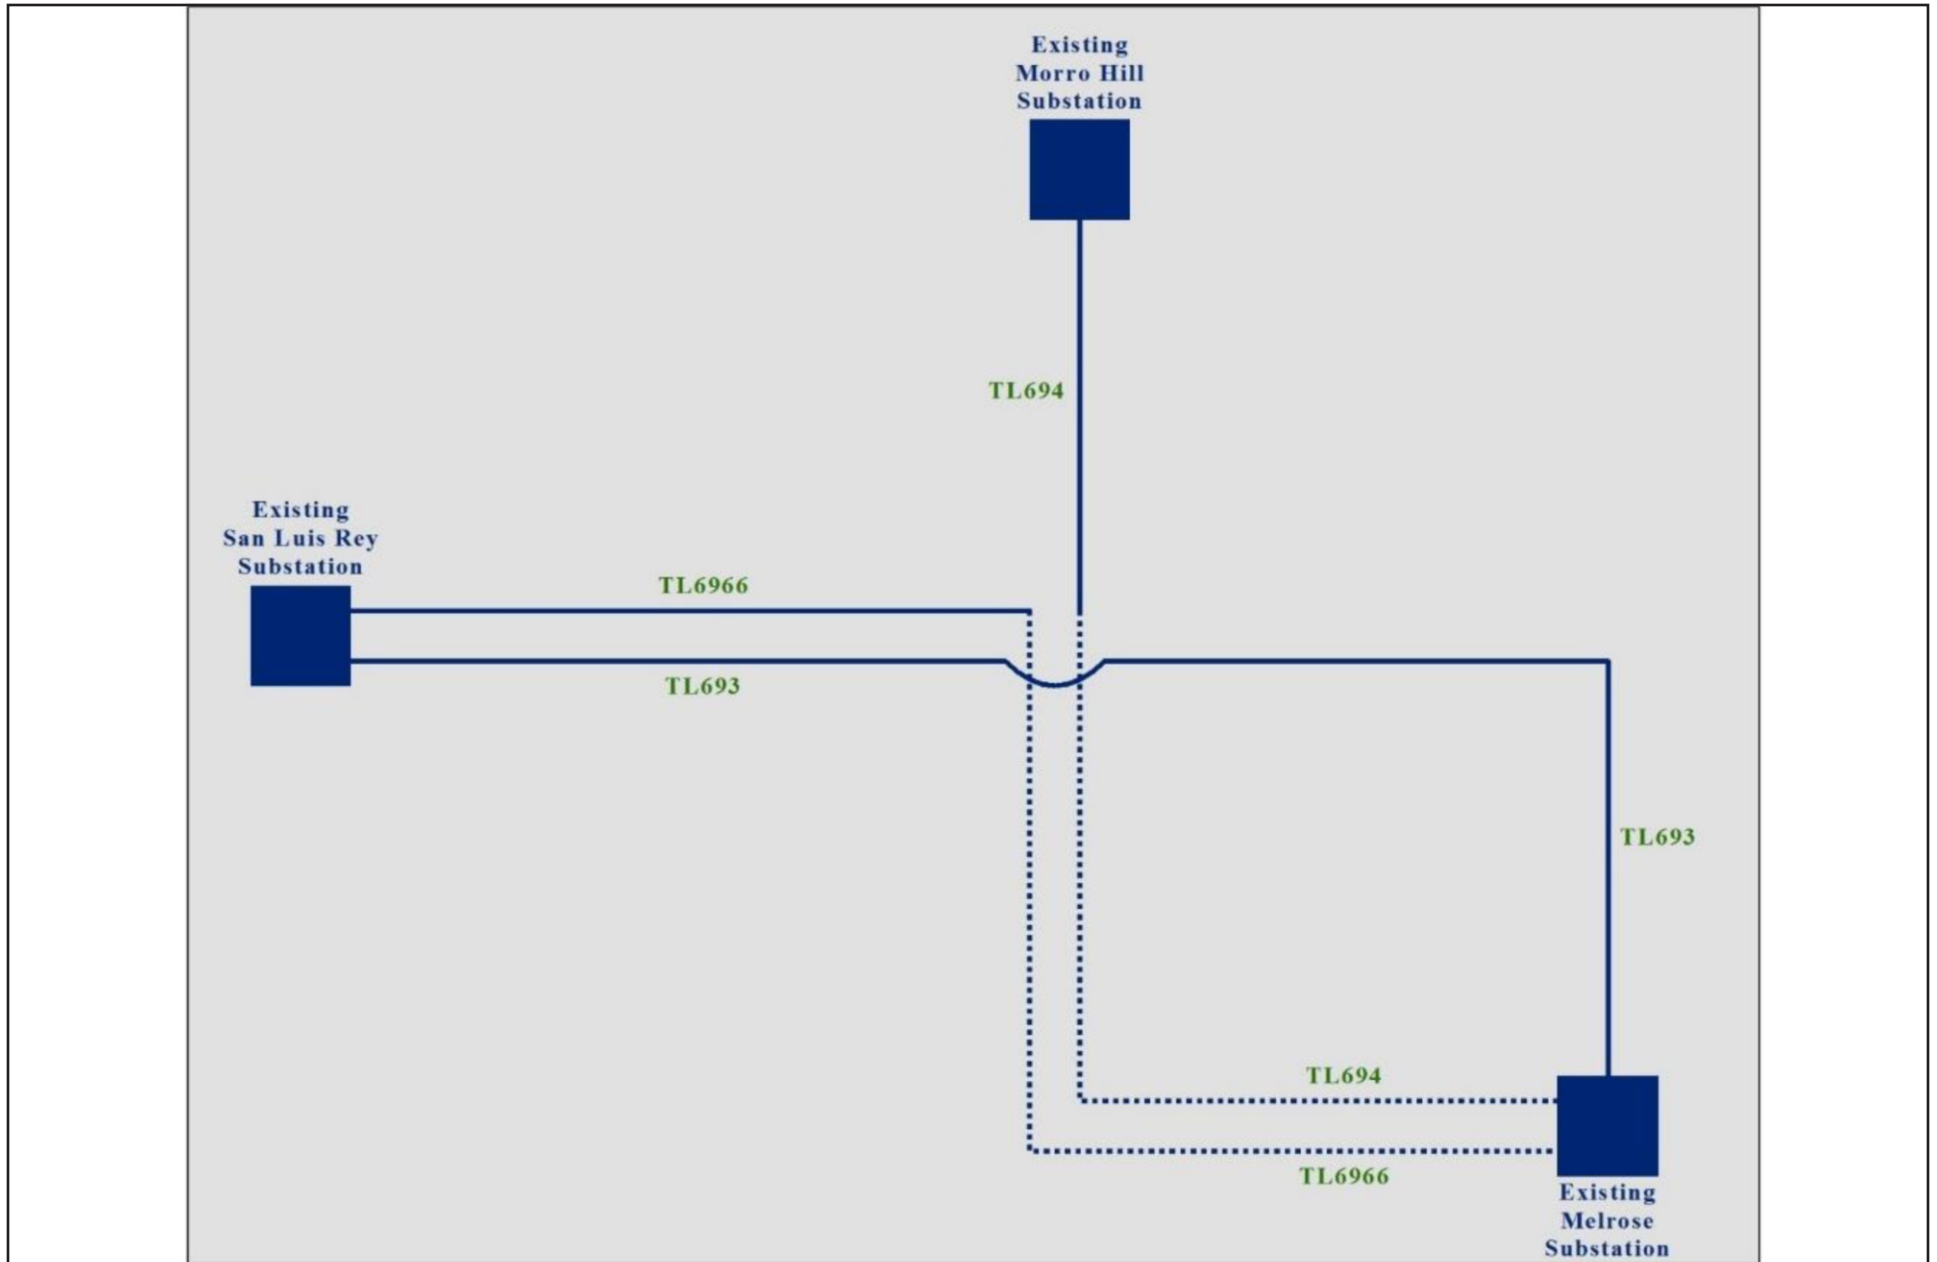 Existing
Morro Hill
Substation
TL694
Existing
San Luis Rey
Substation
TL6966
TL693
TL693
TL694
TL6966
Existing
Melrose
Substation